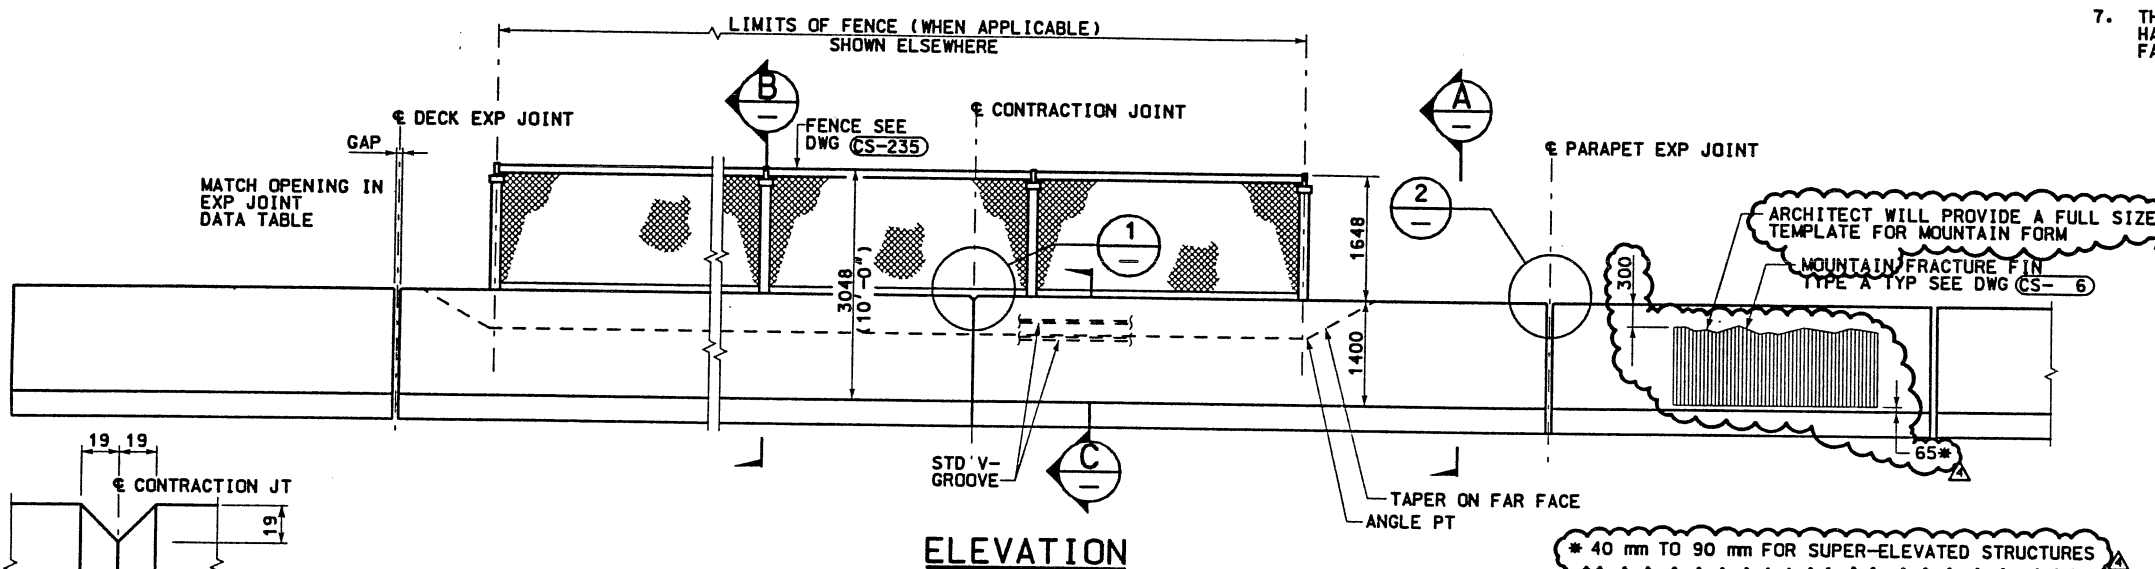 LIMITS OF FENCE (WHEN APPLICABLE)
SHOWN ELSEWHERE
7. TH
HA
FA
B
-
A
-
℄ DECK EXP JOINT
GAP
FENCE SEE
DWG CS-235
℄ CONTRACTION JOINT
℄ PARAPET EXP JOINT
MATCH OPENING IN
EXP JOINT
DATA TABLE
2
-
1
-
ARCHITECT WILL PROVIDE A FULL SIZE
TEMPLATE FOR MOUNTAIN FORM
MOUNTAIN/FRACTURE FIN
TYPE A TYP SEE DWG CS- 6
3048
(10'-0")
1648
300
1400
65*
4
STD V-
GROOVE
C
-
TAPER ON FAR FACE
ANGLE PT
19 19
℄ CONTRACTION JT
19
ELEVATION
* 40 mm TO 90 mm FOR SUPER-ELEVATED STRUCTURES
4